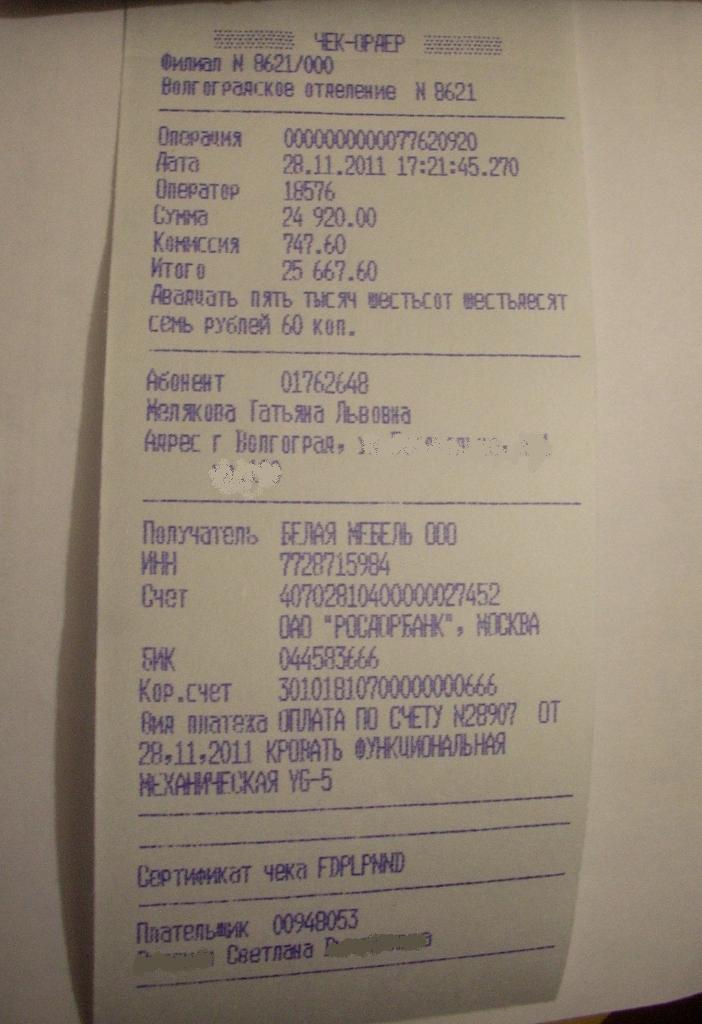 ЧЕК-ОРДЕР
Филиал N 8621/000
Волгоградское отделение N 8621
Операция 0000000000077620920
Дата 28.11.2011 17:21:45.270
Оператор 18576
Сумма 24 920.00
Комиссия 747.60
Итого 25 667.60
Двадцать пять тысяч шестьсот шестьдесят
семь рублей 60 коп.
Абонент 01762648
Мелякова Татьяна Львовна
Адрес г Волгоград,
Получатель БЕЛАЯ МЕБЕЛЬ ООО
ИНН 7728715984
Счет 40702810400000027452
ОАО "РОСДОРБАНК", МОСКВА
БИК 044583666
Кор.счет 30101810700000000666
Вид платежа ОПЛАТА ПО СЧЕТУ N28907 ОТ
28,11,2011 КРОВАТЬ ФУНКЦИОНАЛЬНАЯ
МЕХАНИЧЕСКАЯ YG-5
Сертификат чека FDPLPNND
Плательщик 00948053
Светлана